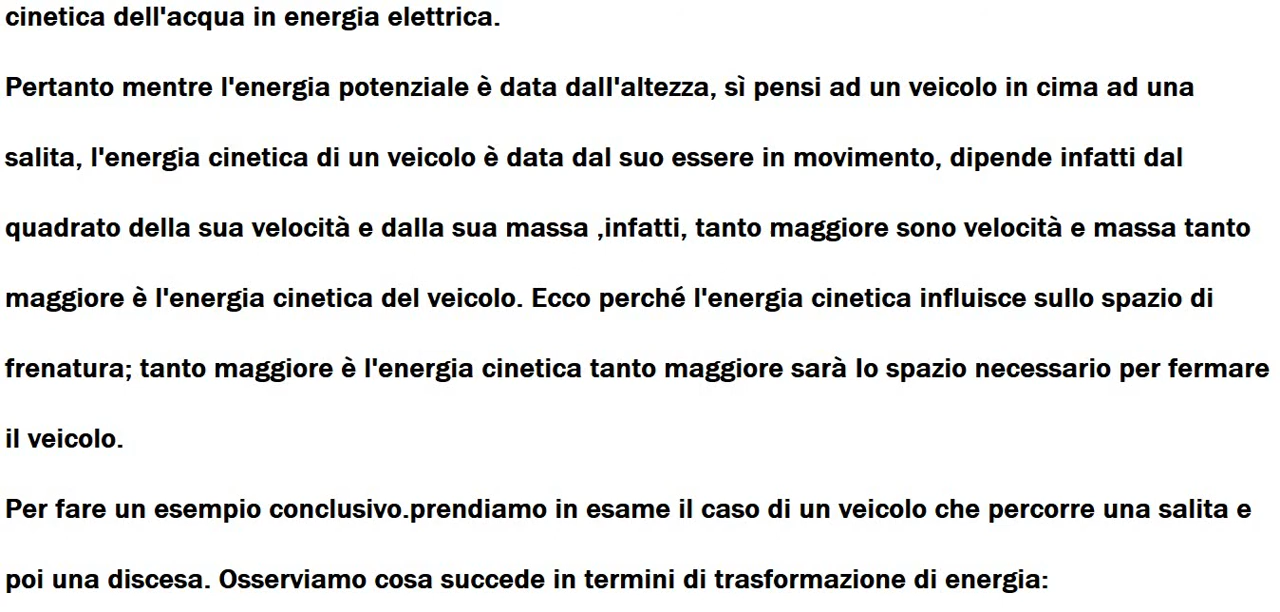 cinetica dell'acqua in energia elettrica.
Pertanto mentre l'energia potenziale è data dall'altezza, sì pensi ad un veicolo in cima ad una
salita, l'energia cinetica di un veicolo è data dal suo essere in movimento, dipende infatti dal
quadrato della sua velocità e dalla sua massa ,infatti, tanto maggiore sono velocità e massa tanto
maggiore è l'energia cinetica del veicolo. Ecco perché l'energia cinetica influisce sullo spazio di
frenatura; tanto maggiore è l'energia cinetica tanto maggiore sarà lo spazio necessario per fermare
il veicolo.
Per fare un esempio conclusivo.prendiamo in esame il caso di un veicolo che percorre una salita e
poi una discesa. Osserviamo cosa succede in termini di trasformazione di energia: